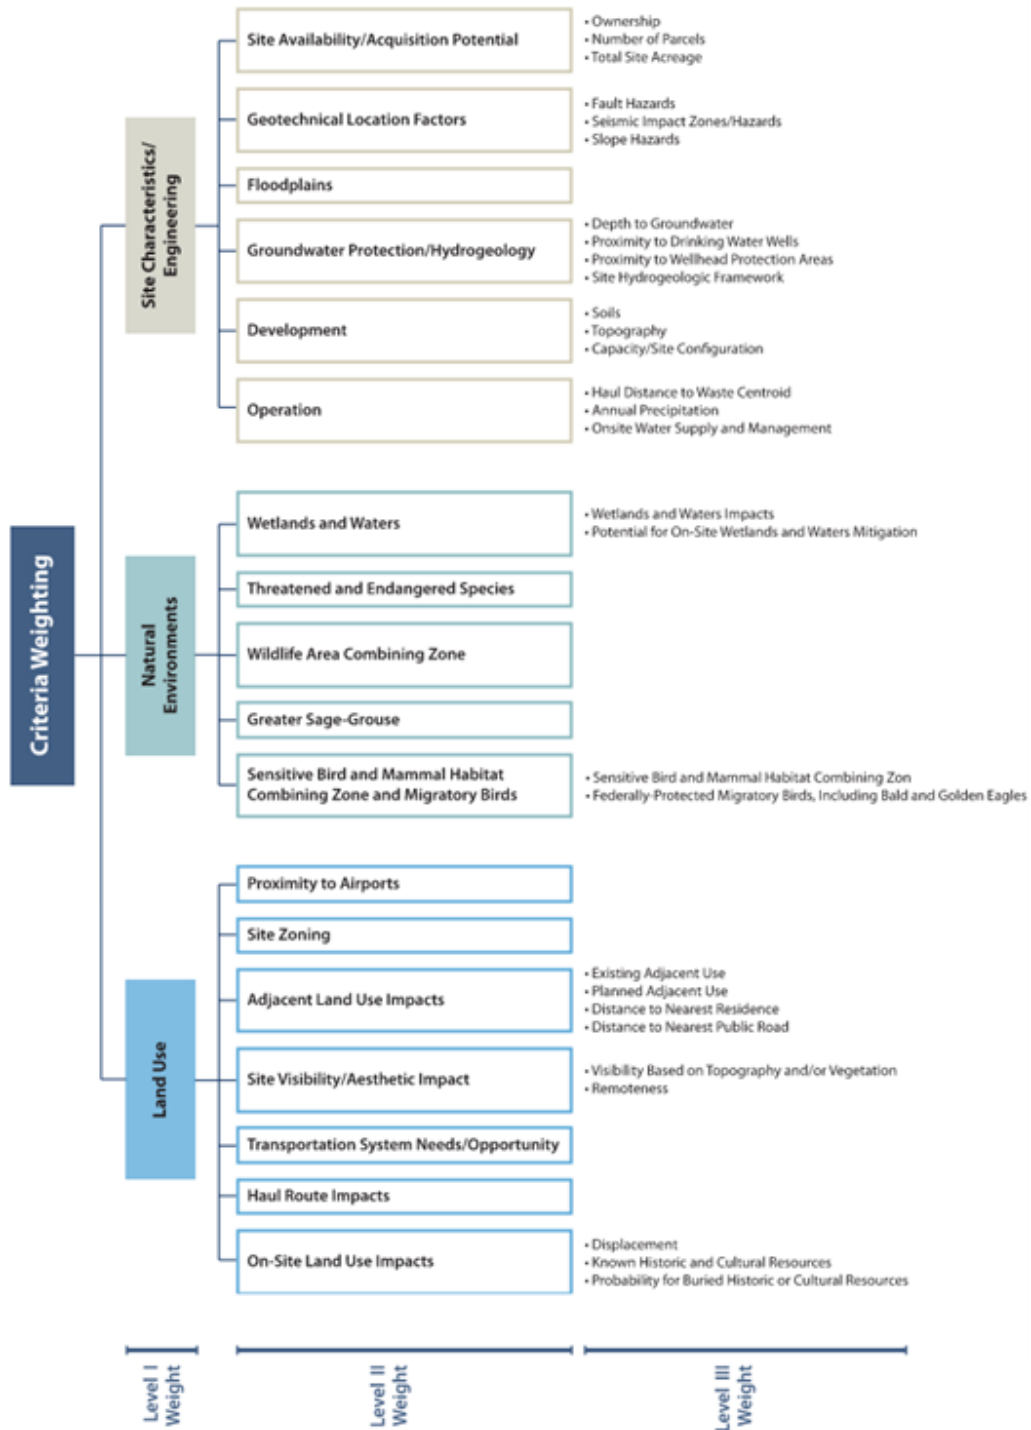 Criteria Weighting
Site Characteristics/
Engineering
Site Availability/Acquisition Potential
• Ownership
• Number of Parcels
• Total Site Acreage
Geotechnical Location Factors
• Fault Hazards
• Seismic Impact Zones/Hazards
• Slope Hazards
Floodplains
Groundwater Protection/Hydrogeology
• Depth to Groundwater
• Proximity to Drinking Water Wells
• Proximity to Wellhead Protection Areas
• Site Hydrogeologic Framework
Development
• Soils
• Topography
• Capacity/Site Configuration
Operation
• Haul Distance to Waste Centroid
• Annual Precipitation
• Onsite Water Supply and Management
Natural
Environments
Wetlands and Waters
• Wetlands and Waters Impacts
• Potential for On-Site Wetlands and Waters Mitigation
Threatened and Endangered Species
Wildlife Area Combining Zone
Greater Sage-Grouse
Sensitive Bird and Mammal Habitat
Combining Zone and Migratory Birds
• Sensitive Bird and Mammal Habitat Combining Zon
• Federally-Protected Migratory Birds, Including Bald and Golden Eagles
Land Use
Proximity to Airports
Site Zoning
Adjacent Land Use Impacts
• Existing Adjacent Use
• Planned Adjacent Use
• Distance to Nearest Residence
• Distance to Nearest Public Road
Site Visibility/Aesthetic Impact
• Visibility Based on Topography and/or Vegetation
• Remoteness
Transportation System Needs/Opportunity
Haul Route Impacts
On-Site Land Use Impacts
• Displacement
• Known Historic and Cultural Resources
• Probability for Buried Historic or Cultural Resources
Level I
Weight
Level II
Weight
Level III
Weight